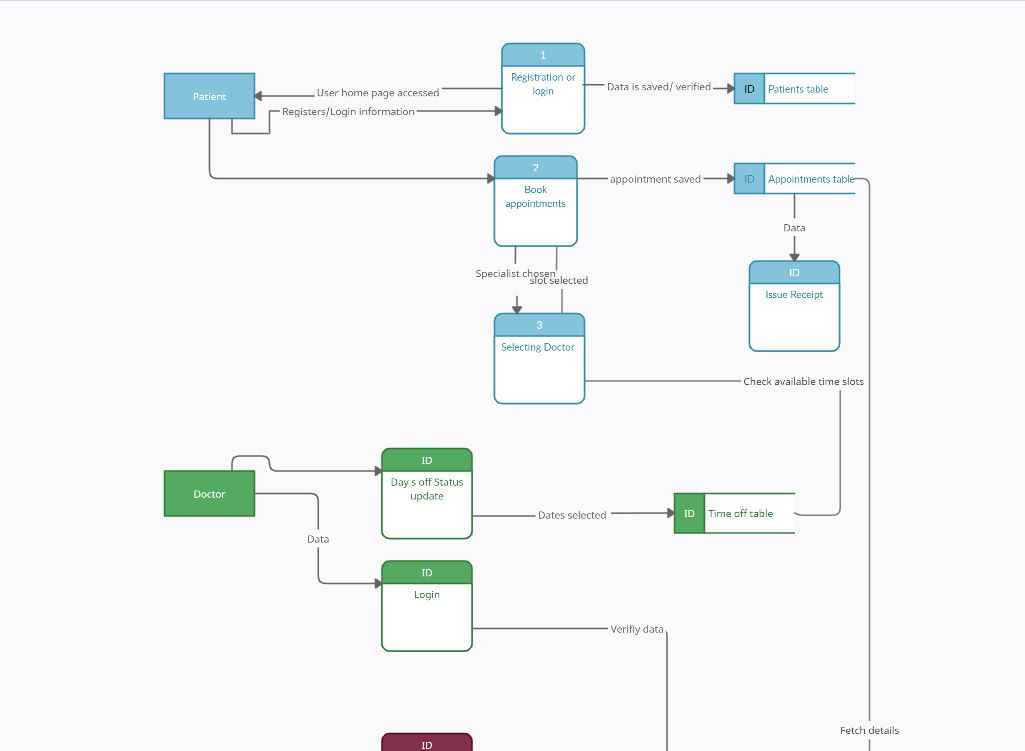 1
Registration or
login
Patient
User home page accessed
Registers/Login information
Data is saved/ verified
ID
Patients table
2
Book
appointments
appointment saved
ID
Appointments table
Data
Specialist chosen
slot selected
ID
Issue Receipt
3
Selecting Doctor
Check available time slots
ID
Day s off Status
update
Doctor
Dates selected
ID
Time off table
Data
ID
Login
Verifiy data
Fetch details
ID